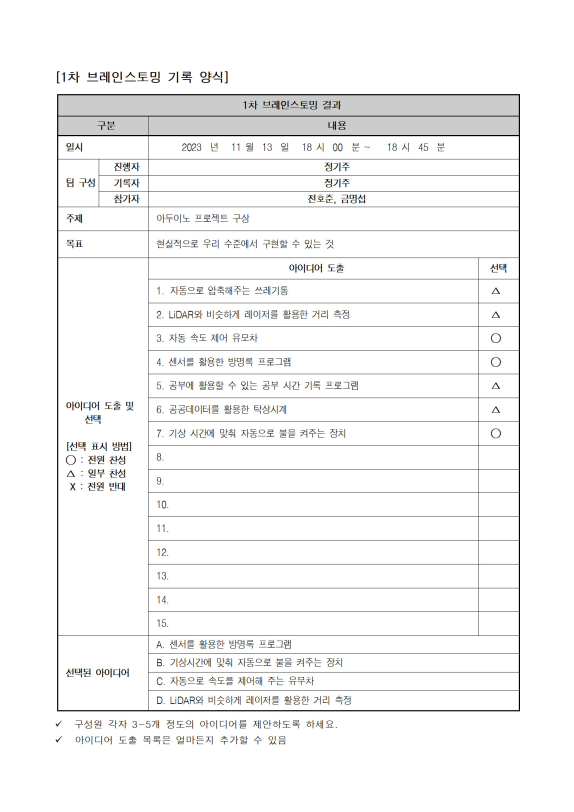 [1차 브레인스토밍 기록 양식]
1차 브레인스토밍 결과
구분 내용
일시 2023 년 11 월 13 일 18 시 00 분 ~ 18 시 45 분
팀 구성 진행자 정기주
기록자 정기주
참가자 전호준, 금명섭
주제 아두이노 프로젝트 구상
목표 현실적으로 우리 수준에서 구현할 수 있는 것
아이디어 도출 및
선택
[선택 표시 방법]
○ : 전원 찬성
△ : 일부 찬성
X : 전원 반대
아이디어 도출 선택
1. 자동으로 압축해주는 쓰레기통 △
2. LiDAR와 비슷하게 레이저를 활용한 거리 측정 △
3. 자동 속도 제어 유모차 ○
4. 센서를 활용한 방명록 프로그램 ○
5. 공부에 활용할 수 있는 공부 시간 기록 프로그램 △
6. 공공데이터를 활용한 탁상시계 △
7. 기상 시간에 맞춰 자동으로 불을 켜주는 장치 ○
8.
9.
10.
11.
12.
13.
14.
15.
선택된 아이디어
A. 센서를 활용한 방명록 프로그램
B. 기상시간에 맞춰 자동으로 불을 켜주는 장치
C. 자동으로 속도를 제어해 주는 유무차
D. LiDAR와 비슷하게 레이저를 활용한 거리 측정
✓ 구성원 각자 3-5개 정도의 아이디어를 제안하도록 하세요.
✓ 아이디어 도출 목록은 얼마든지 추가할 수 있음